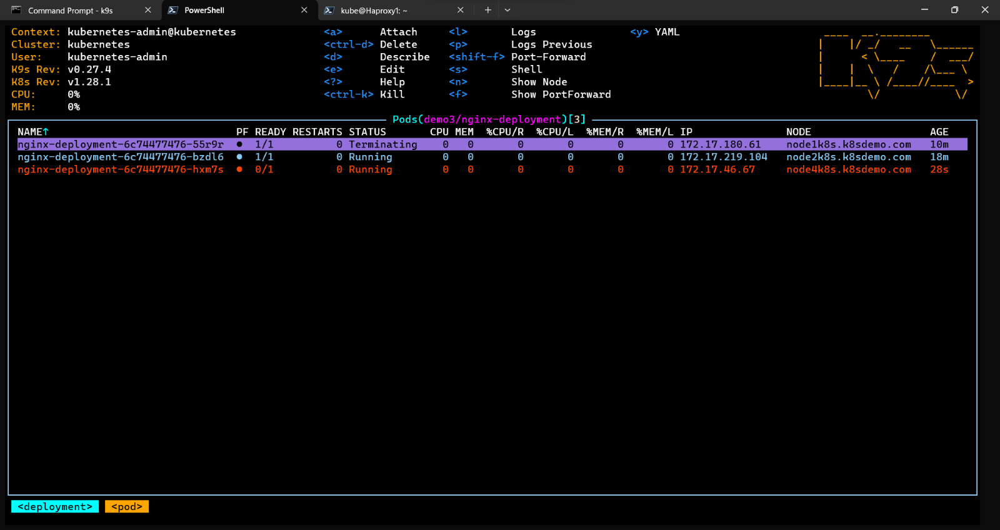 Command Prompt - k9s
PowerShell
kube@Haproxy1: ~
Context: kubernetes-admin@kubernetes <a> Attach <l> Logs <y> YAML
Cluster: kubernetes <ctrl-d> Delete <p> Logs Previous
User: kubernetes-admin <d> Describe <shift-f> Port-Forward
K9s Rev: v0.27.4 <e> Edit <s> Shell
K8s Rev: v1.28.1 <?> Help <n> Show Node
CPU: 0% <ctrl-k> Kill <f> Show PortForward
MEM: 0%
Pods(demo3/nginx-deployment)[3]
NAME↑ PF READY RESTARTS STATUS CPU MEM %CPU/R %CPU/L %MEM/R %MEM/L IP NODE AGE
nginx-deployment-6c74477476-55r9r ● 1/1 0 Terminating 0 0 0 0 0 0 172.17.180.61 node1k8s.k8sdemo.com 10m
nginx-deployment-6c74477476-bzdl6 ● 1/1 0 Running 0 0 0 0 0 0 172.17.219.104 node2k8s.k8sdemo.com 18m
nginx-deployment-6c74477476-hxm7s ● 0/1 0 Running 0 0 0 0 0 0 172.17.46.67 node4k8s.k8sdemo.com 28s
<deployment> <pod>